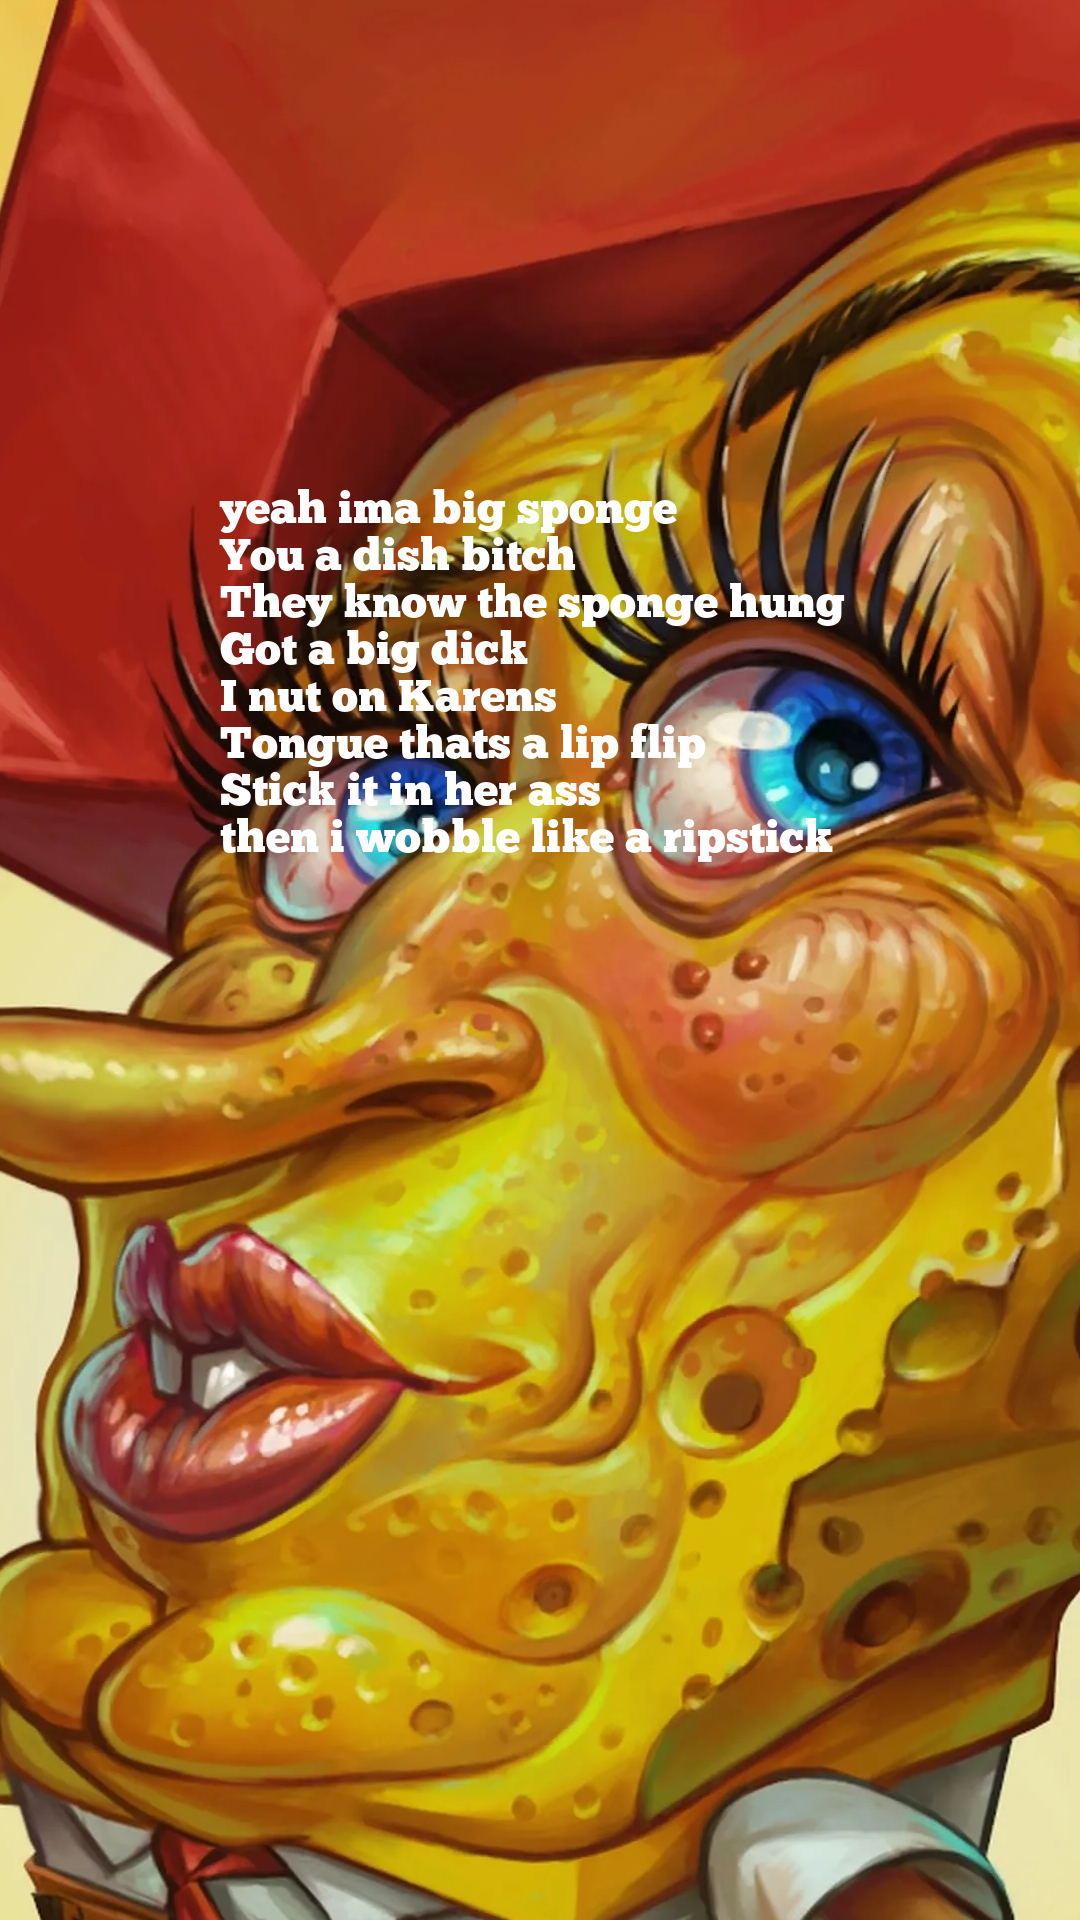 yeah ima big sponge
You a dish bitch
They know the sponge hung
Got a big dick
I nut on Karens
Tongue thats a lip flip
Stick it in her ass
then i wobble like a ripstick